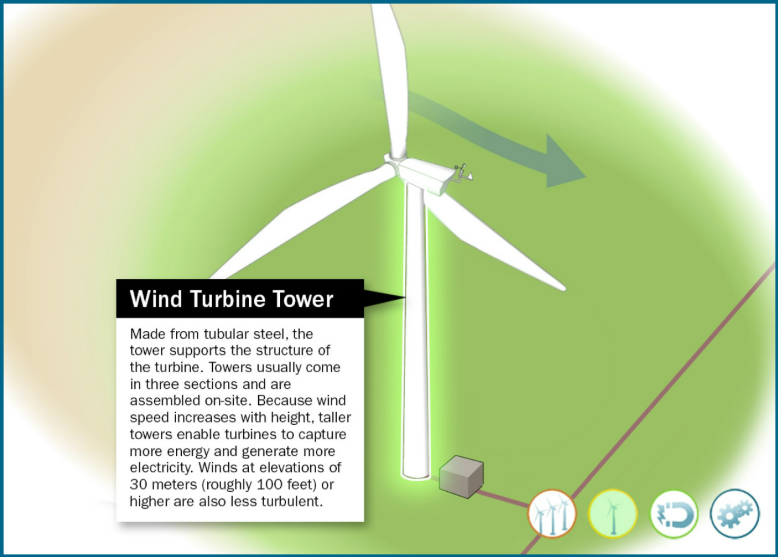 Wind Turbine Tower
Made from tubular steel, the
tower supports the structure of
the turbine. Towers usually come
in three sections and are
assembled on-site. Because wind
speed increases with height, taller
towers enable turbines to capture
more energy and generate more
electricity. Winds at elevations of
30 meters (roughly 100 feet) or
higher are also less turbulent.